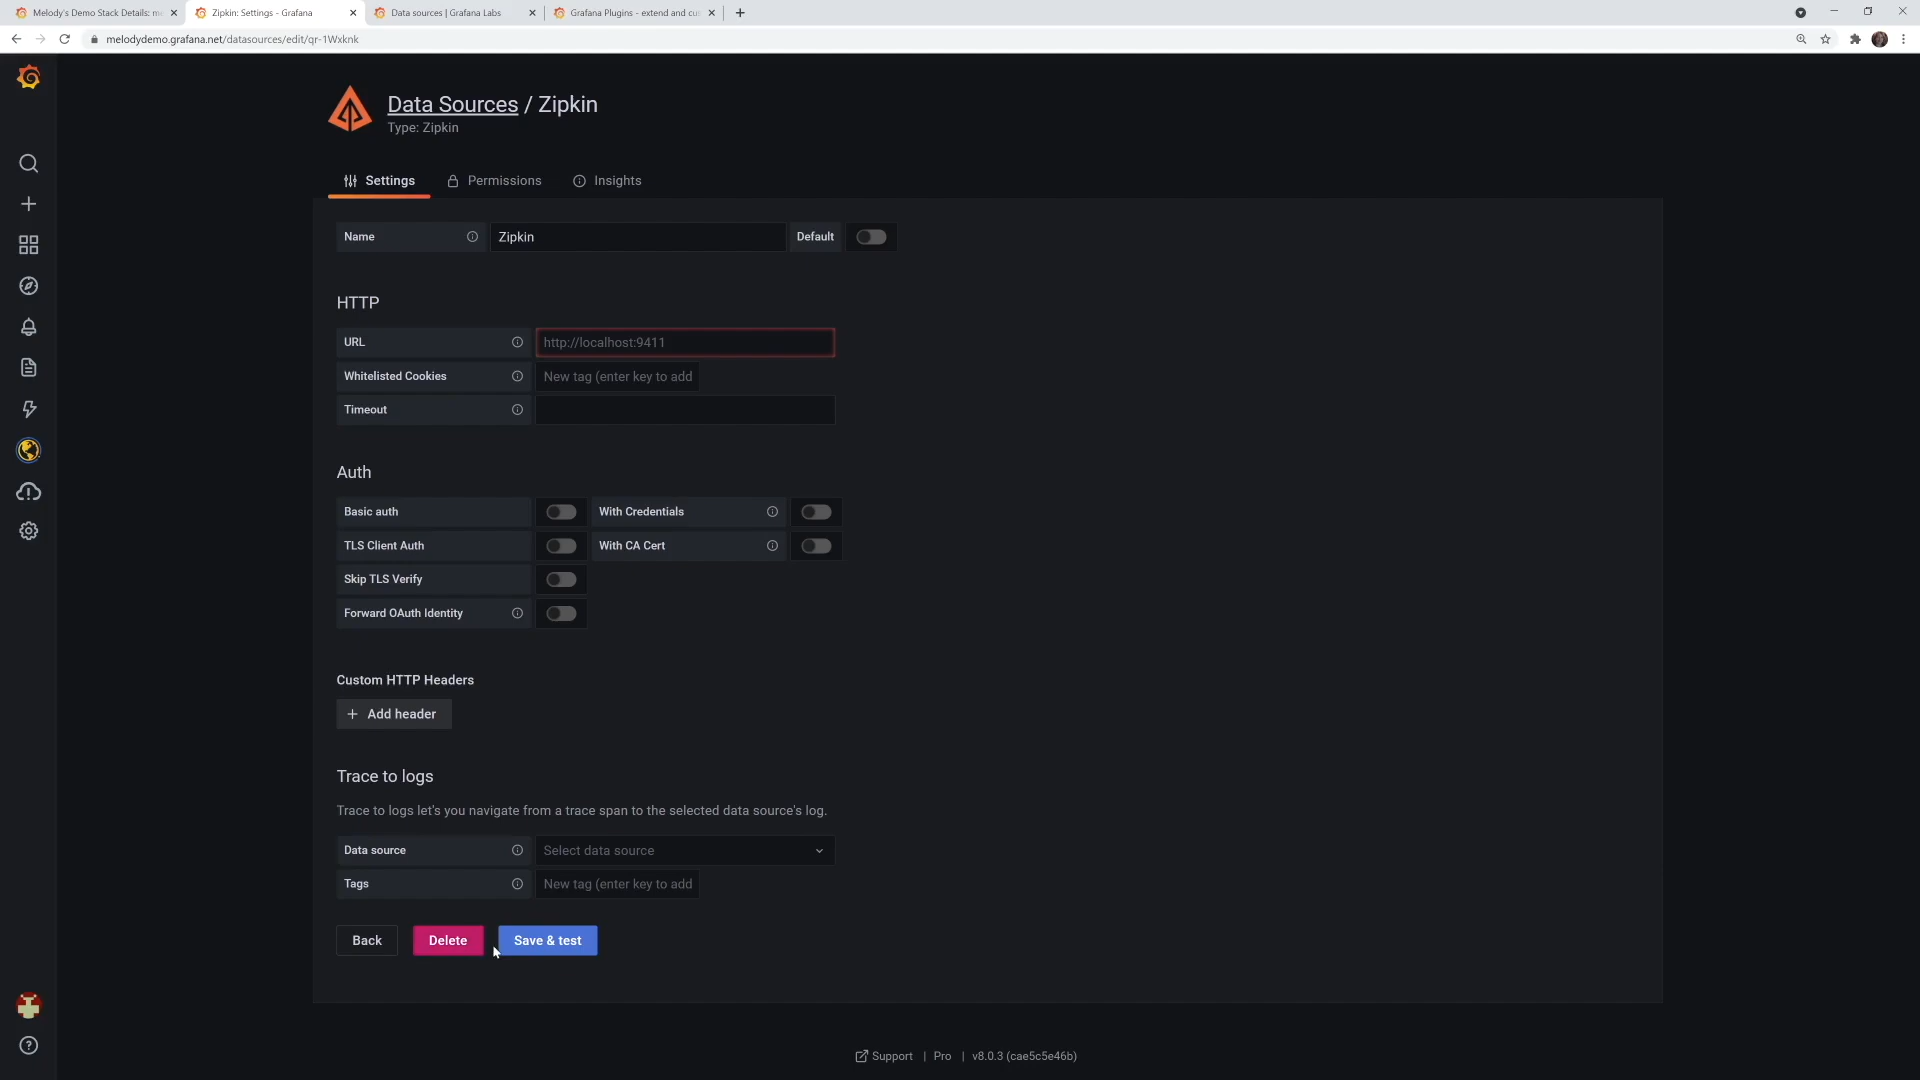 Melody's Demo Stack Details: m
Zipkin: Settings - Grafana
Data sources | Grafana Labs
Grafana Plugins - extend and cu
melodydemo.grafana.net/datasources/edit/qr-1Wxknk
Data Sources / Zipkin
Type: Zipkin
Settings
Permissions
Insights
Name
Zipkin
Default
HTTP
URL
http://localhost:9411
Whitelisted Cookies
New tag (enter key to add
Timeout
Auth
Basic auth
With Credentials
TLS Client Auth
With CA Cert
Skip TLS Verify
Forward OAuth Identity
Custom HTTP Headers
Add header
Trace to logs
Trace to logs let's you navigate from a trace span to the selected data source's log.
Data source
Select data source
Tags
New tag (enter key to add
Back
Delete
Save & test
Support | Pro | v8.0.3 (cae5c5e46b)